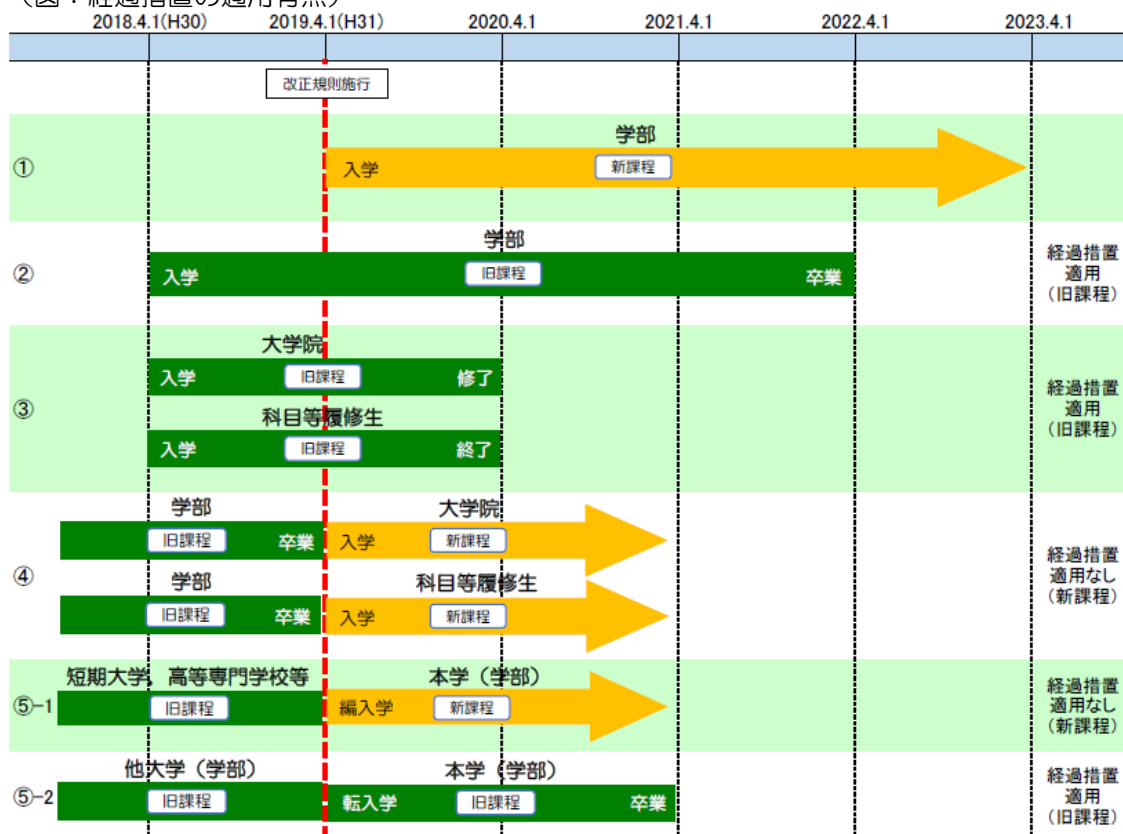 （図：経過措置の適用有無）
2018.4.1(H30) 2019.4.1(H31) 2020.4.1 2021.4.1 2022.4.1 2023.4.1
改正規則施行
学部
① 入学 新課程
学部
② 入学 旧課程 卒業
経過措置
適用
（旧課程）
大学院
入学 旧課程 修了
③
科目等履修生
入学 旧課程 終了
経過措置
適用
（旧課程）
学部 大学院
旧課程 卒業 入学 新課程
④
学部 科目等履修生
旧課程 卒業 入学 新課程
経過措置
適用なし
（新課程）
短期大学，高等専門学校等 本学（学部）
⑤-1 旧課程 編入学 新課程
経過措置
適用なし
（新課程）
他大学（学部） 本学（学部）
⑤-2 旧課程 転入学 旧課程 卒業
経過措置
適用
（旧課程）